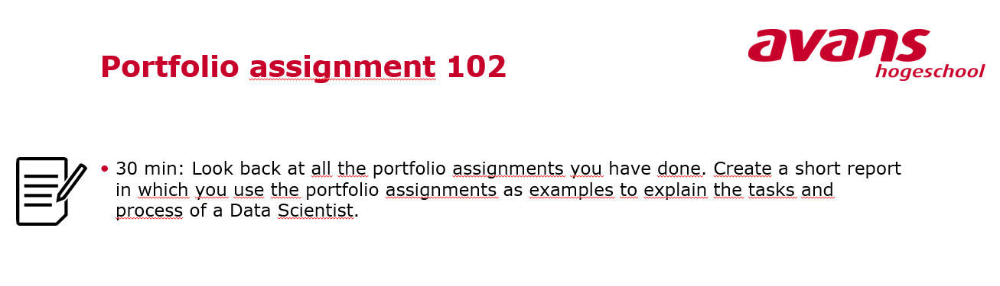 avans
hogeschool
Portfolio assignment 102
• 30 min: Look back at all the portfolio assignments you have done. Create a short report
in which you use the portfolio assignments as examples to explain the tasks and
process of a Data Scientist.